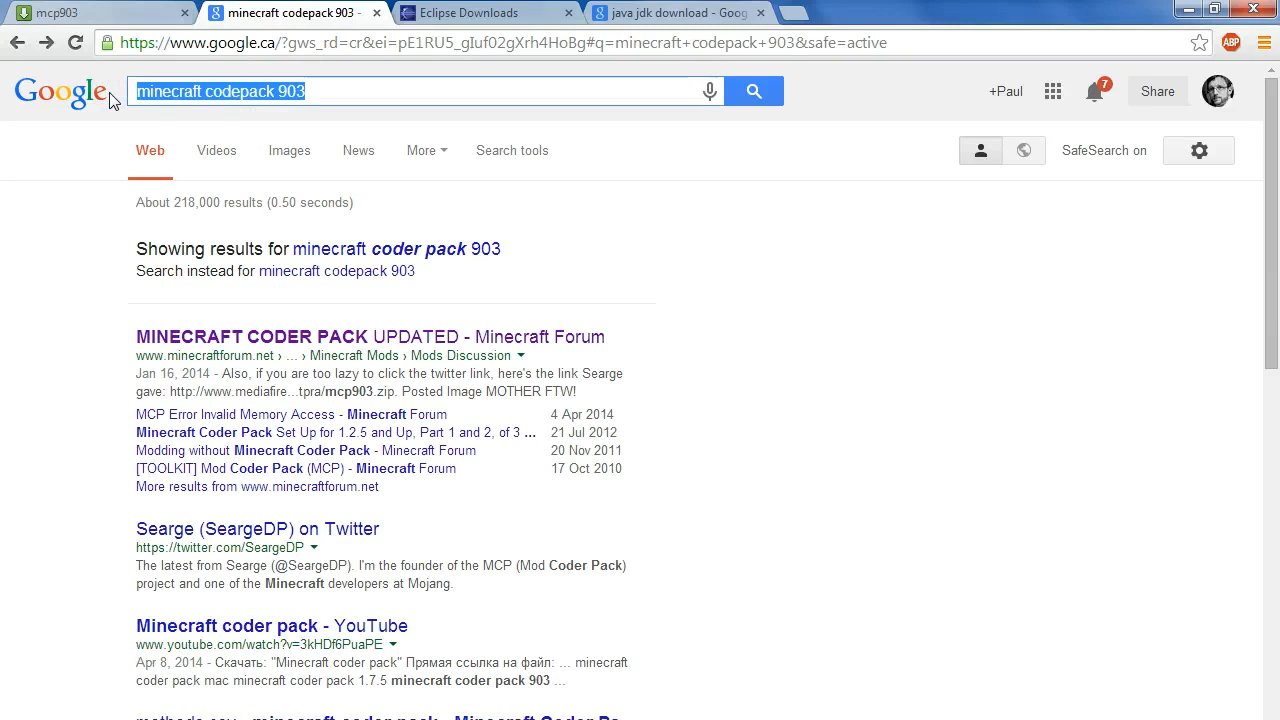 mcp903
minecraft codepack 903 -
Eclipse Downloads
java jdk download - Goog
https://www.google.ca/?gws_rd=cr&ei=pE1RU5_gIuf02gXrh4HoBg#q=minecraft+codepack+903&safe=active
ABP
Google
minecraft codepack 903
+Paul
7
Share
Web
Videos
Images
News
More
Search tools
SafeSearch on
About 218,000 results (0.50 seconds)
Showing results for minecraft coder pack 903
Search instead for minecraft codepack 903
MINECRAFT CODER PACK UPDATED - Minecraft Forum
www.minecraftforum.net › ... › Minecraft Mods › Mods Discussion
Jan 16, 2014 - Also, if you are too lazy to click the twitter link, here's the link Searge
gave: http://www.mediafire...tpra/mcp903.zip. Posted Image MOTHER FTW!
MCP Error Invalid Memory Access - Minecraft Forum 4 Apr 2014
Minecraft Coder Pack Set Up for 1.2.5 and Up, Part 1 and 2, of 3 ... 21 Jul 2012
Modding without Minecraft Coder Pack - Minecraft Forum 20 Nov 2011
[TOOLKIT] Mod Coder Pack (MCP) - Minecraft Forum 17 Oct 2010
More results from www.minecraftforum.net
Searge (SeargeDP) on Twitter
https://twitter.com/SeargeDP
The latest from Searge (@SeargeDP). I'm the founder of the MCP (Mod Coder Pack)
project and one of the Minecraft developers at Mojang.
Minecraft coder pack - YouTube
www.youtube.com/watch?v=3kHDf6PuaPE
Apr 8, 2014 - Скачать: "Minecraft coder pack" Прямая ссылка на файл: ... minecraft
coder pack mac minecraft coder pack 1.7.5 minecraft coder pack 903 ...